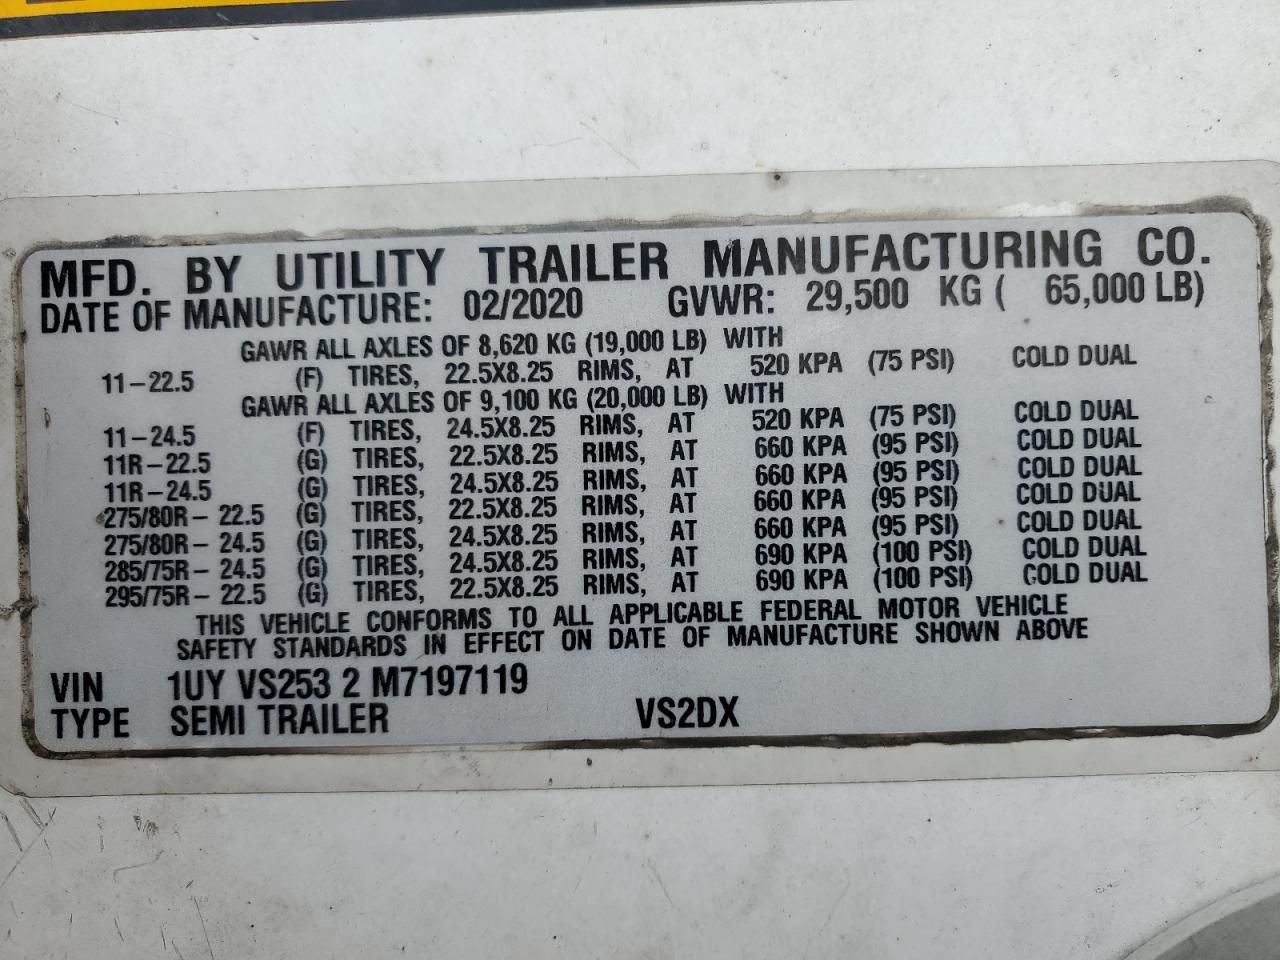 MFD. BY UTILITY TRAILER MANUFACTURING CO.
DATE OF MANUFACTURE: 02/2020 GVWR: 29,500 KG ( 65,000 LB)
GAWR ALL AXLES OF 8,620 KG (19,000 LB) WITH
11-22.5 (F) TIRES, 22.5X8.25 RIMS, AT 520 KPA (75 PSI) COLD DUAL
GAWR ALL AXLES OF 9,100 KG (20,000 LB) WITH
11-24.5 (F) TIRES, 24.5X8.25 RIMS, AT 520 KPA (75 PSI) COLD DUAL
11R-22.5 (G) TIRES, 22.5X8.25 RIMS, AT 660 KPA (95 PSI) COLD DUAL
11R-24.5 (G) TIRES, 24.5X8.25 RIMS, AT 660 KPA (95 PSI) COLD DUAL
275/80R- 22.5 (G) TIRES, 22.5X8.25 RIMS, AT 660 KPA (95 PSI) COLD DUAL
275/80R- 24.5 (G) TIRES, 24.5X8.25 RIMS, AT 660 KPA (95 PSI) COLD DUAL
285/75R- 24.5 (G) TIRES, 24.5X8.25 RIMS, AT 690 KPA (100 PSI) COLD DUAL
295/75R- 22.5 (G) TIRES, 22.5X8.25 RIMS, AT 690 KPA (100 PSI) COLD DUAL
THIS VEHICLE CONFORMS TO ALL APPLICABLE FEDERAL MOTOR VEHICLE
SAFETY STANDARDS IN EFFECT ON DATE OF MANUFACTURE SHOWN ABOVE
VIN 1UY VS253 2 M7197119
TYPE SEMI TRAILER VS2DX